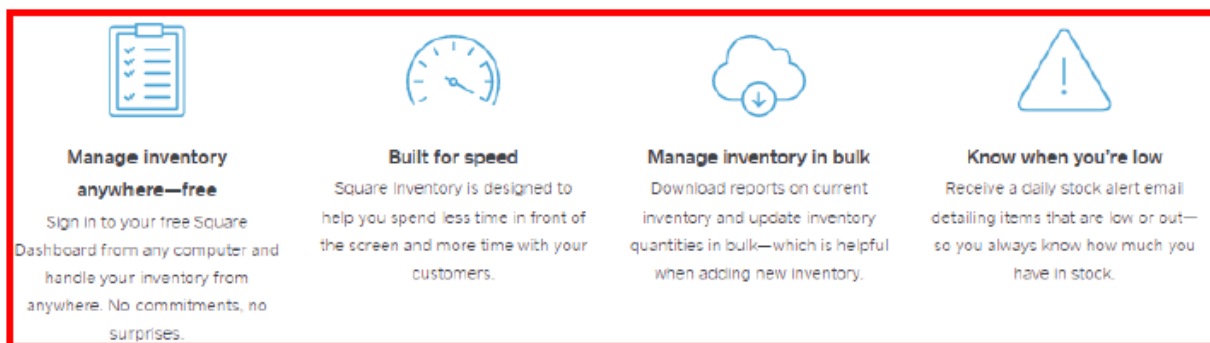 Manage inventory
anywhere—free
Sign in to your free Square
Dashboard from any computer and
handle your inventory from
anywhere. No commitments, no
surprises.
Built for speed
Square Inventory is designed to
help you spend less time in front of
the screen and more time with your
customers.
Manage inventory in bulk
Download reports on current
inventory and update inventory
quantities in bulk—which is helpful
when adding new inventory.
Know when you're low
Receive a daily stock alert email
detailing items that are low or out—
so you always know how much you
have in stock.